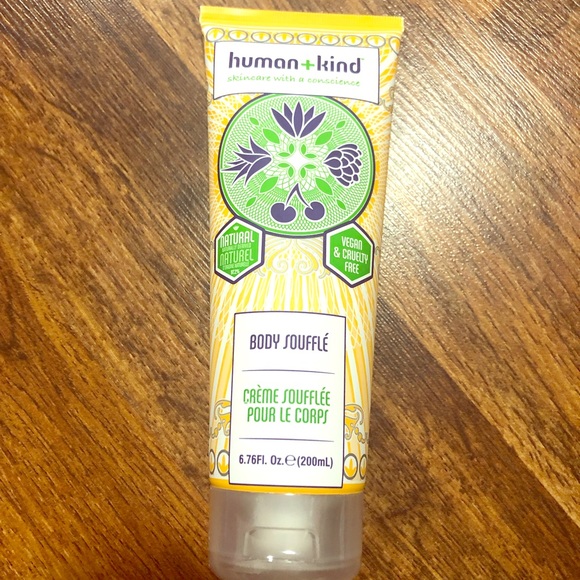 human+kind
skincare with a conscience
NATURAL
NATUREL
VEGAN
& CRUELTY
FREE
BODY SOUFFLÉ
CRÈME SOUFFLÉE
POUR LE CORPS
6.76Fl. Oz. ℮ (200mL)